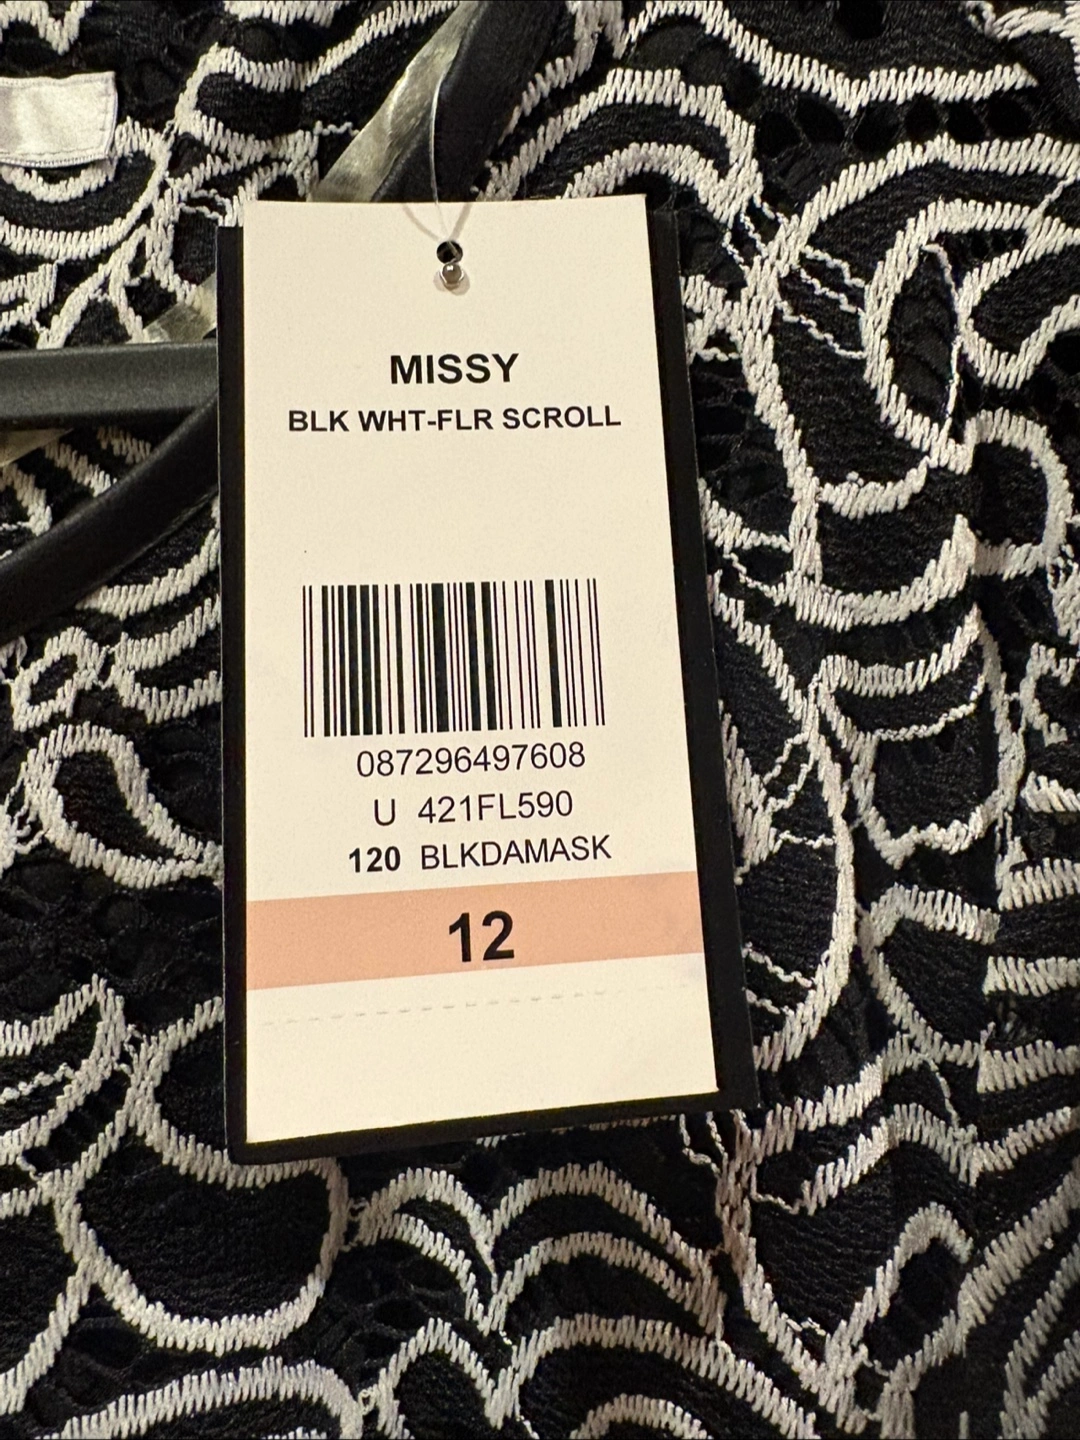 MISSY
BLK WHT-FLR SCROLL
087296497608
U 421FL590
120 BLKDAMASK
12